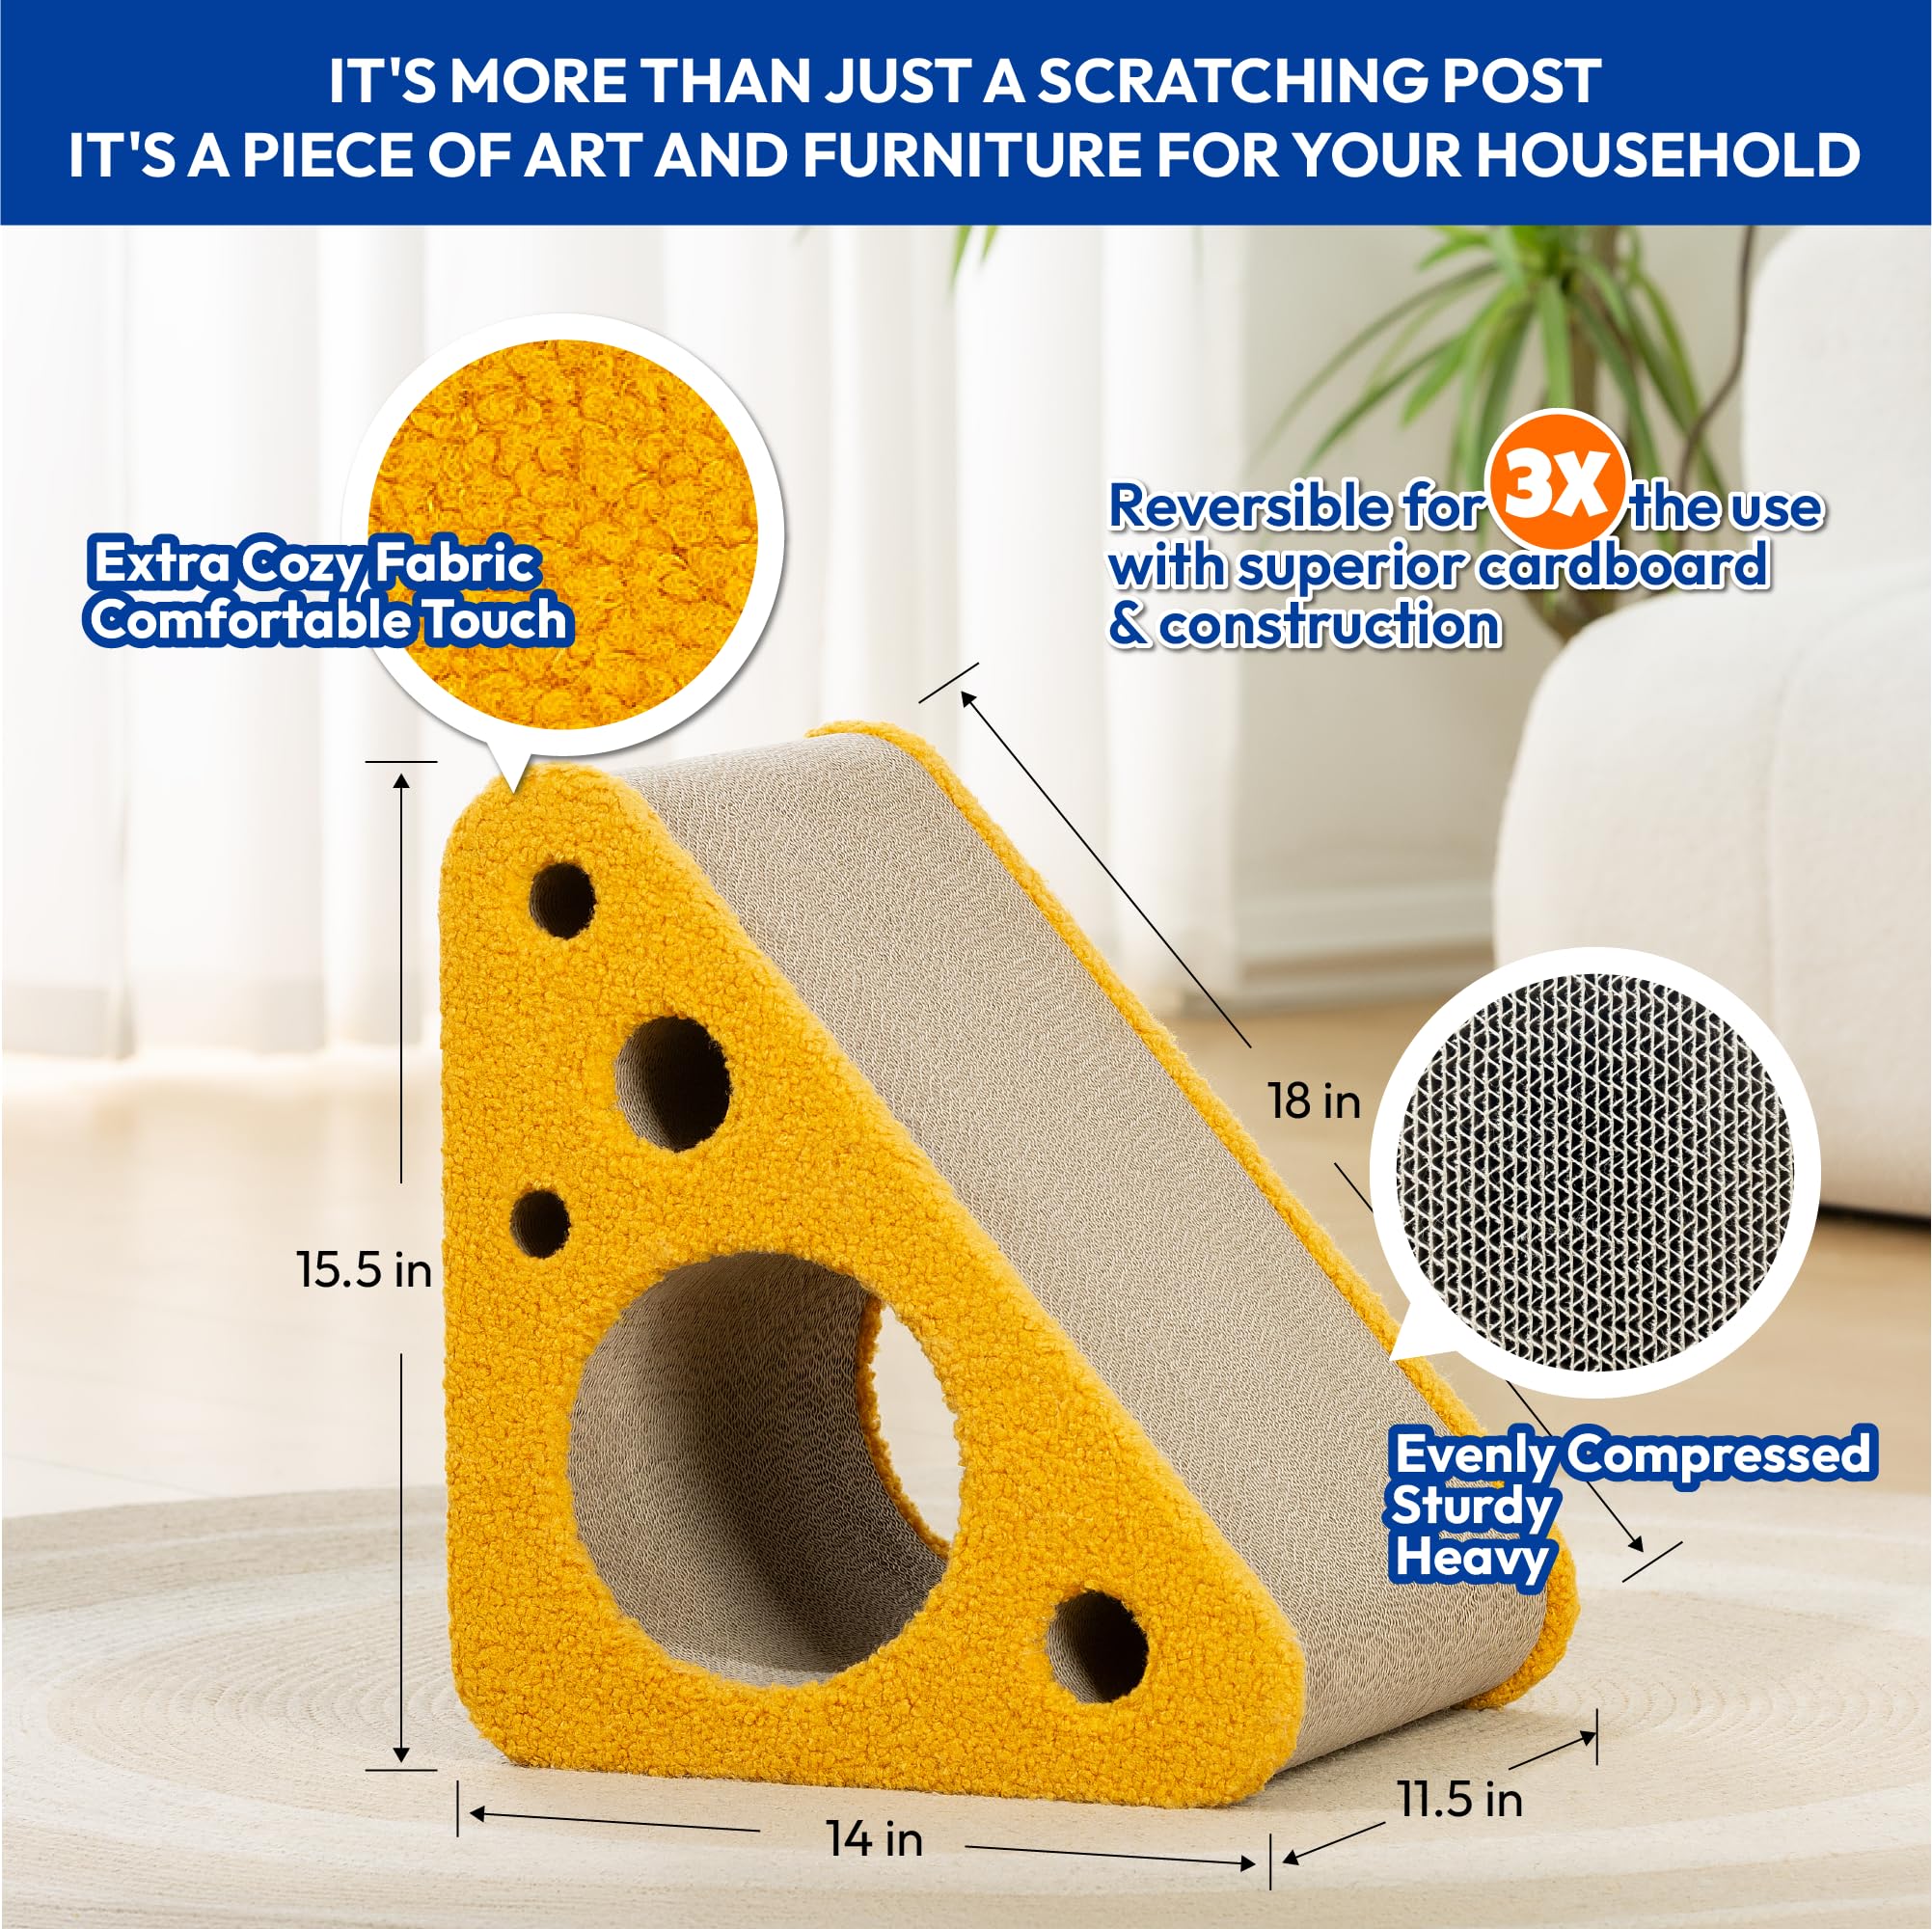 IT'S MORE THAN JUST A SCRATCHING POST
IT'S A PIECE OF ART AND FURNITURE FOR YOUR HOUSEHOLD
Extra Cozy Fabric
Comfortable Touch
Reversible for 3X the use
with superior cardboard
& construction
18 in
15.5 in
Evenly Compressed
Sturdy
Heavy
11.5 in
14 in